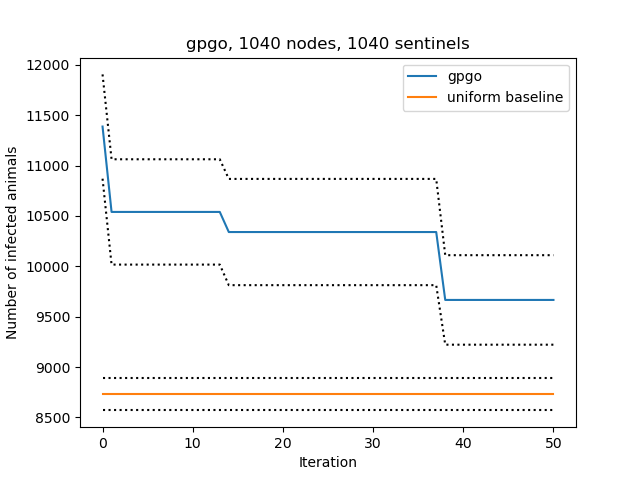 gpgo, 1040 nodes, 1040 sentinels
gpgo
uniform baseline
Number of infected animals
12000
11500
11000
10500
10000
9500
9000
8500
0 10 20 30 40 50
Iteration